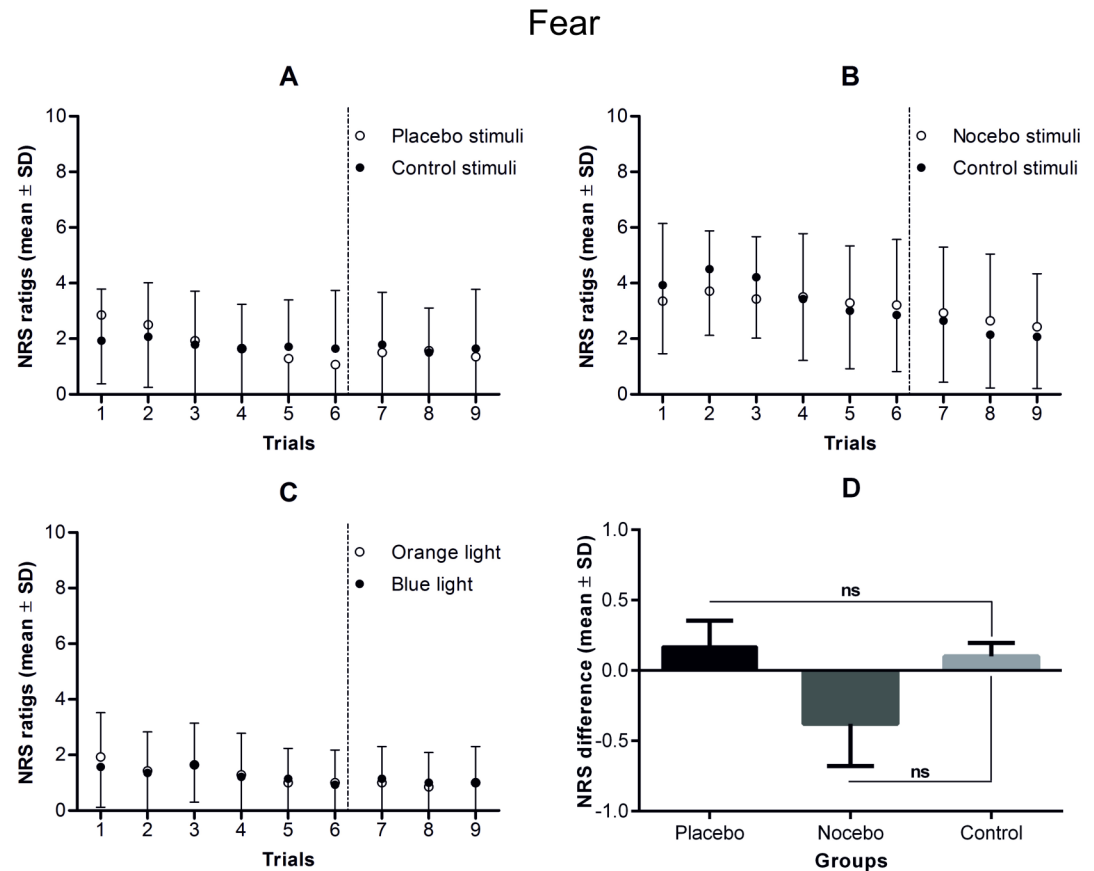 Fear
A
NRS ratigs (mean ± SD)
10
8
6
4
2
0
Placebo stimuli
Control stimuli
1 2 3 4 5 6 7 8 9
Trials
B
NRS ratigs (mean ± SD)
10
8
6
4
2
0
Nocebo stimuli
Control stimuli
1 2 3 4 5 6 7 8 9
Trials
C
NRS ratigs (mean ± SD)
10
8
6
4
2
0
Orange light
Blue light
1 2 3 4 5 6 7 8 9
Trials
D
NRS difference (mean ± SD)
1.0
0.5
0.0
-0.5
-1.0
ns
ns
Placebo Nocebo Control
Groups